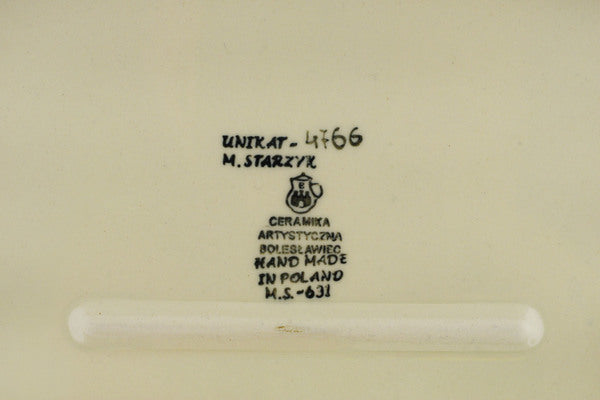 UNIKAT - 4766
M. STARZYK
B
CERAMIKA
ARTYSTYCZNA
BOLESŁAWIEC
HAND MADE
IN POLAND
M.S.-631